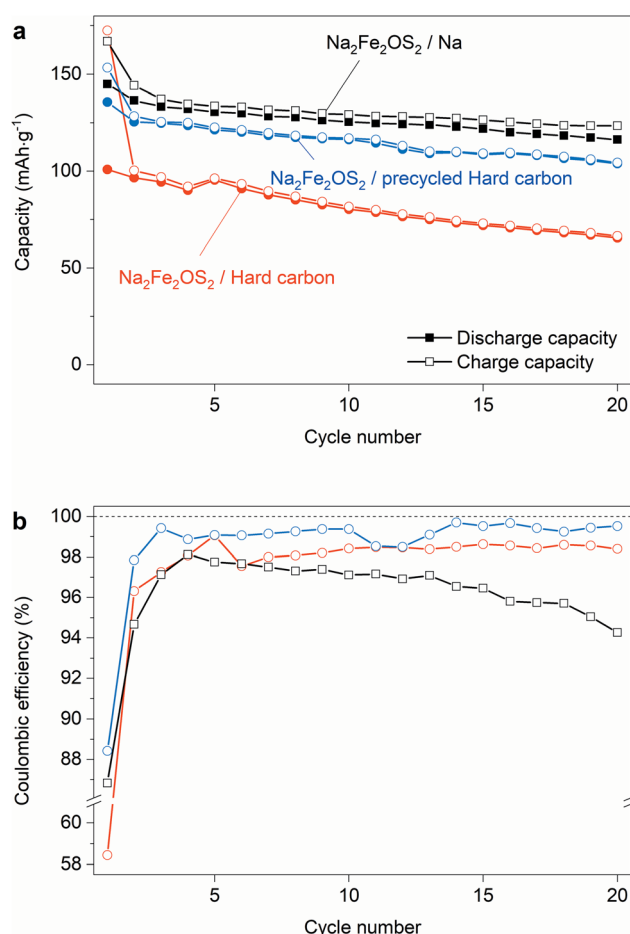 a
Na₂Fe₂OS₂ / Na
150
100
50
0
Capacity (mAh·g⁻¹)
Na₂Fe₂OS₂ / precycled Hard carbon
Na₂Fe₂OS₂ / Hard carbon
Discharge capacity
Charge capacity
5
10
15
20
Cycle number
b
100
98
96
94
92
90
88
60
58
Coulombic efficiency (%)
5
10
15
20
Cycle number